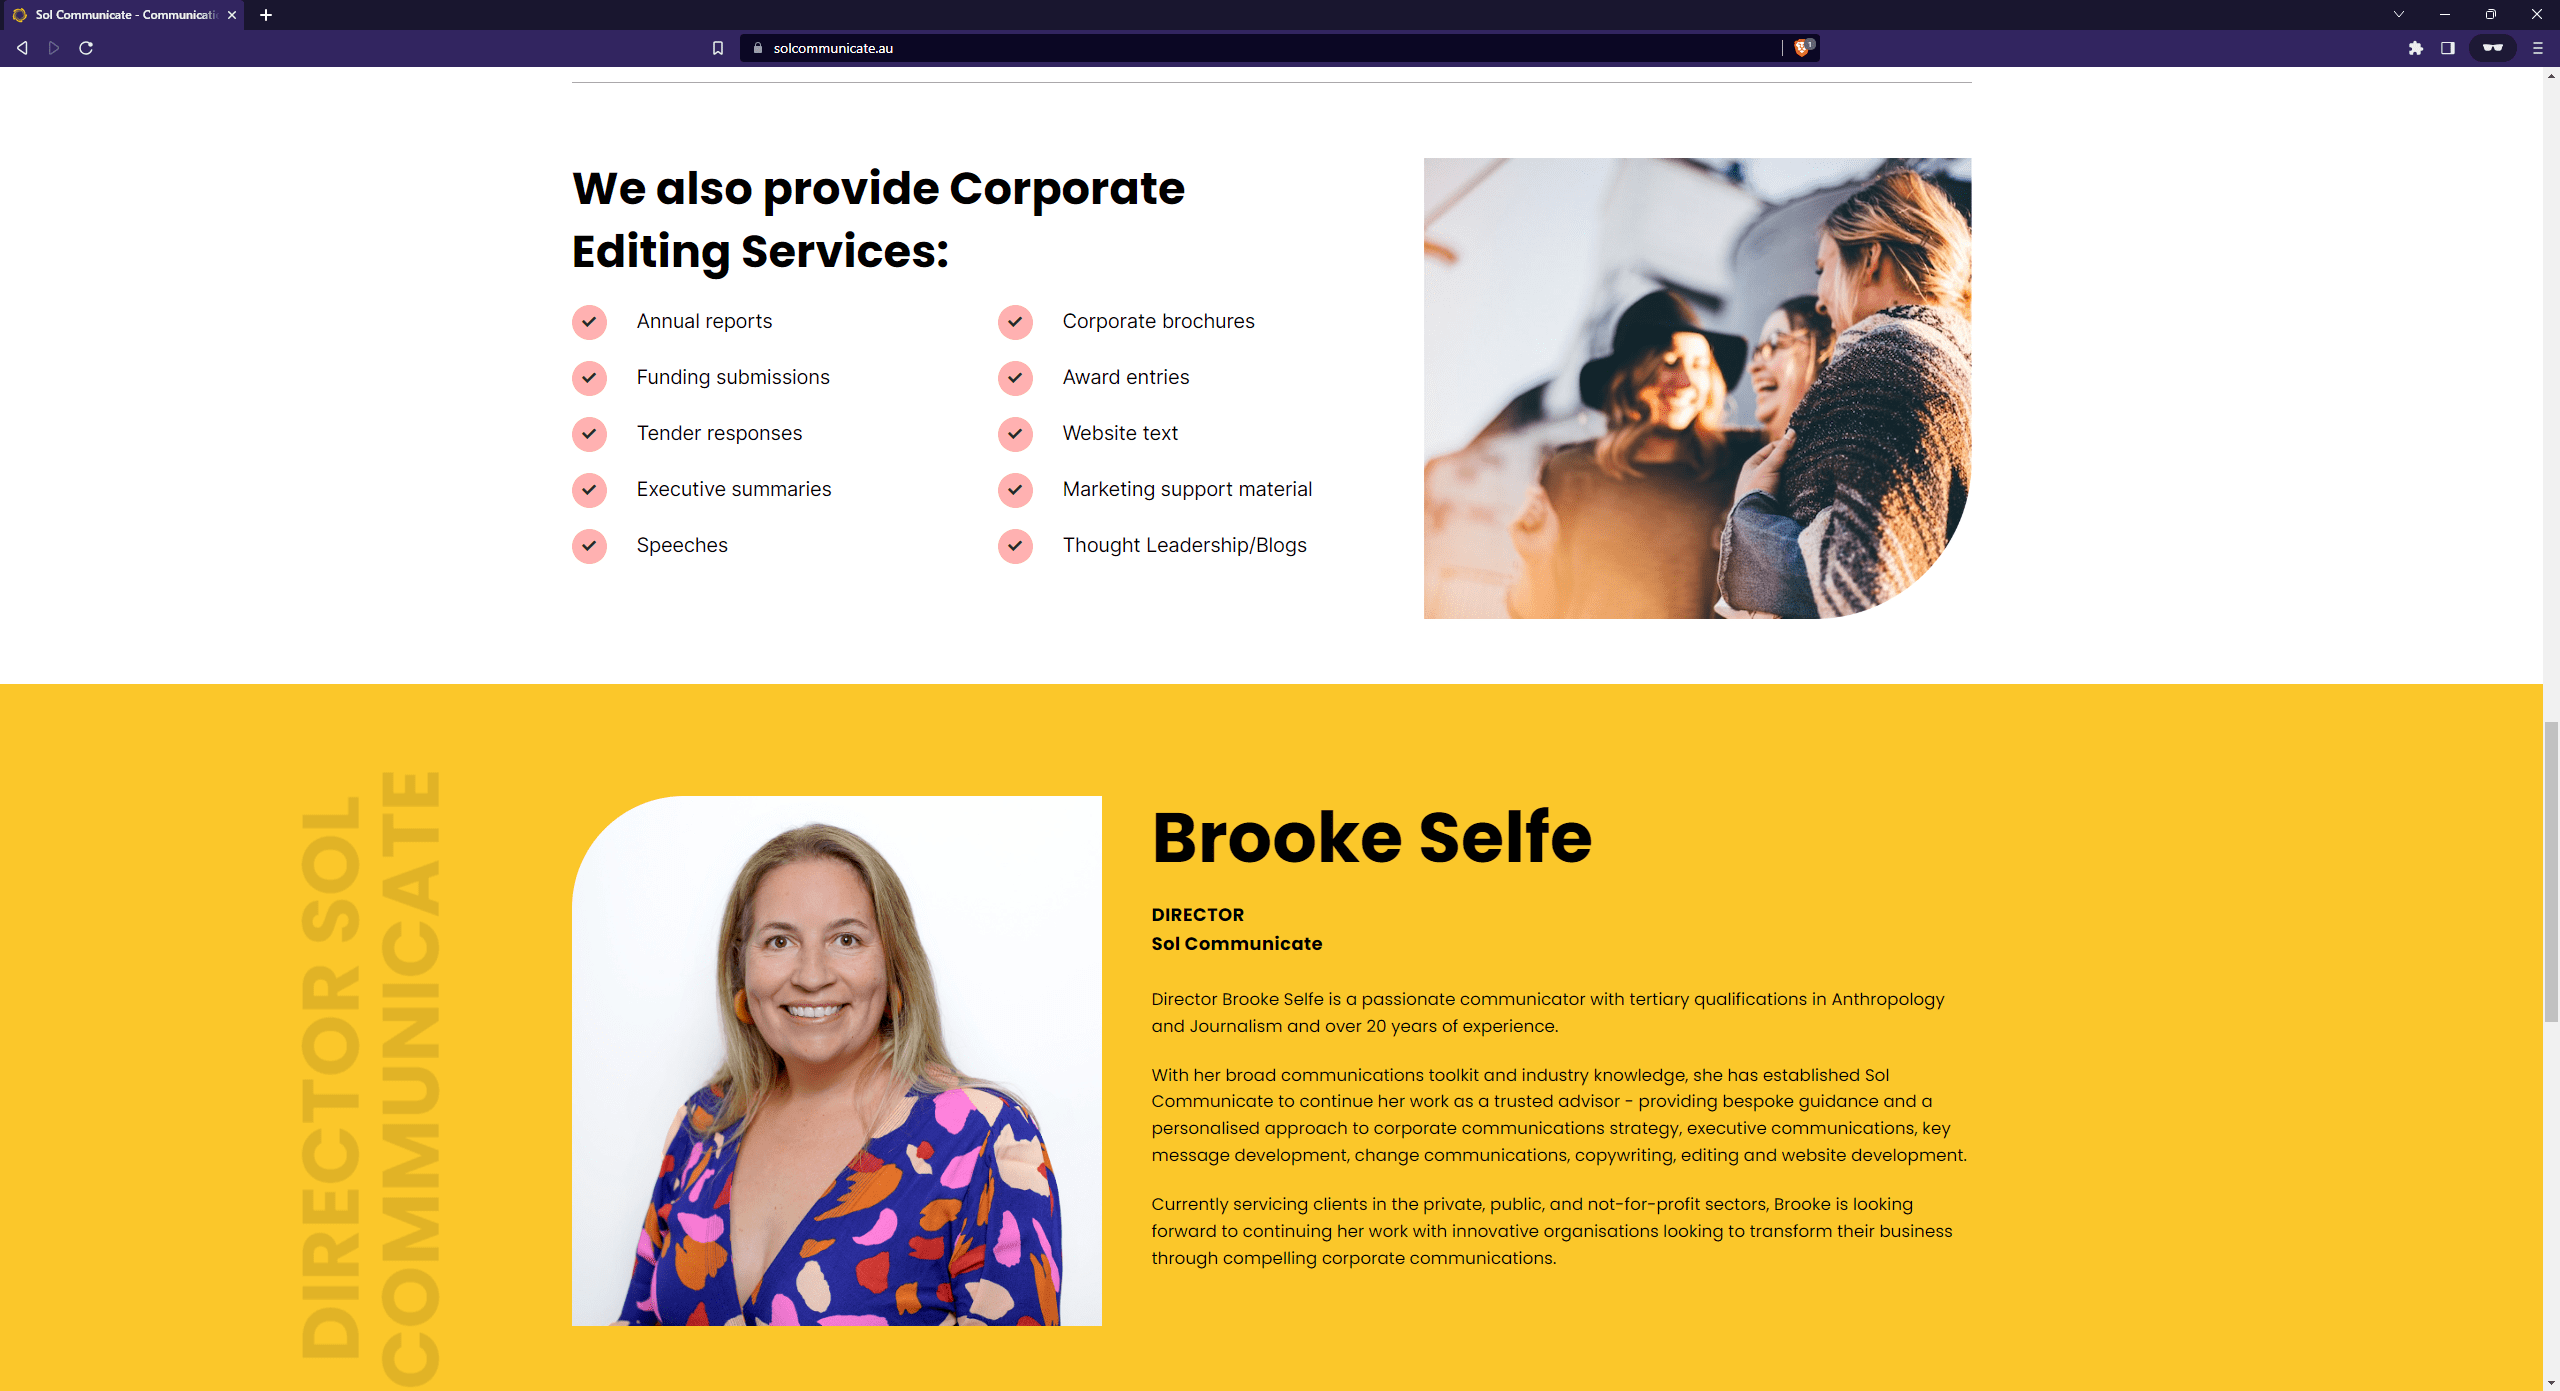 Sol Communicate - Communicati
solcommunicate.au
1
We also provide Corporate
Editing Services:
Annual reports
Corporate brochures
Funding submissions
Award entries
Tender responses
Website text
Executive summaries
Marketing support material
Speeches
Thought Leadership/Blogs
DIRECTOR SOL
COMMUNICATE
Brooke Selfe
DIRECTOR
Sol Communicate
Director Brooke Selfe is a passionate communicator with tertiary qualifications in Anthropology
and Journalism and over 20 years of experience.
With her broad communications toolkit and industry knowledge, she has established Sol
Communicate to continue her work as a trusted advisor - providing bespoke guidance and a
personalised approach to corporate communications strategy, executive communications, key
message development, change communications, copywriting, editing and website development.
Currently servicing clients in the private, public, and not-for-profit sectors, Brooke is looking
forward to continuing her work with innovative organisations looking to transform their business
through compelling corporate communications.